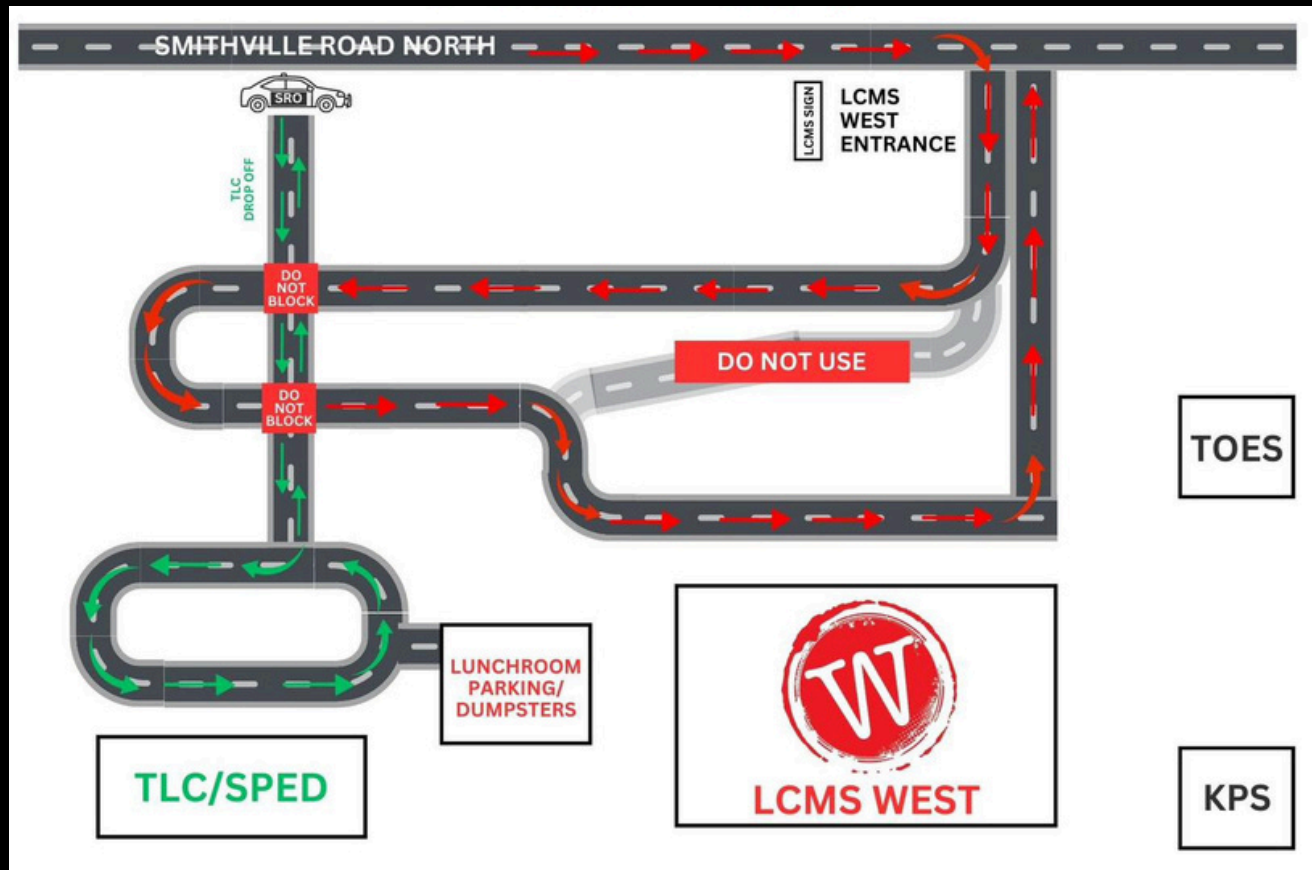 SMITHVILLE ROAD NORTH
SRO
LCMS SIGN
LCMS
WEST
ENTRANCE
TLC
DROP OFF
DO
NOT
BLOCK
DO NOT USE
DO
NOT
BLOCK
TOES
LUNCHROOM
PARKING/
DUMPSTERS
W
LCMS WEST
TLC/SPED
KPS